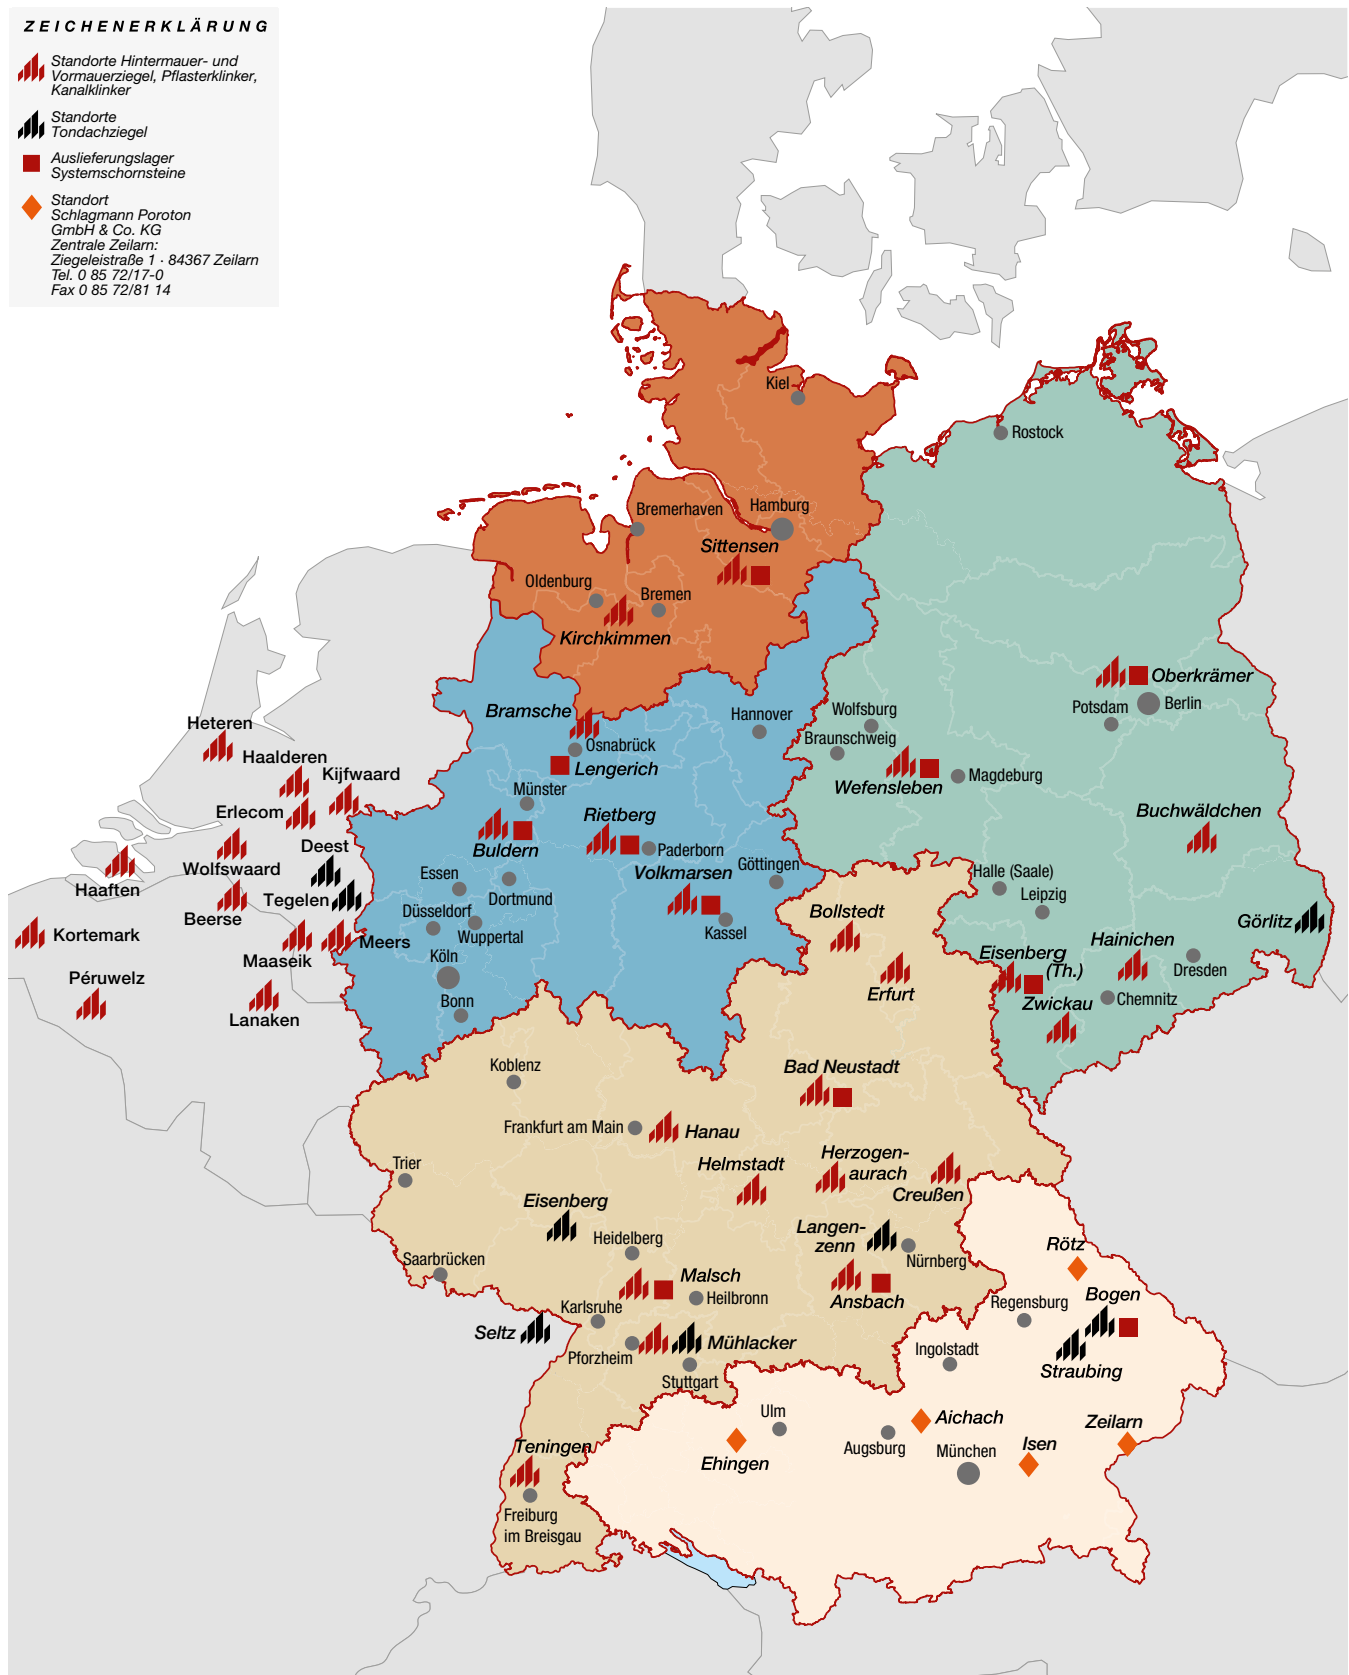 ZEICHENERKLÄRUNG
Standorte Hintermauer- und
Vormauerziegel, Pflasterklinker,
Kanalklinker
Standorte
Tondachziegel
Auslieferungslager
Systemschornsteine
Standort
Schlagmann Poroton
GmbH & Co. KG
Zentrale Zeilarn:
Ziegeleistraße 1 · 84367 Zeilarn
Tel. 0 85 72/17-0
Fax 0 85 72/81 14
Kiel
Rostock
Bremerhaven
Hamburg
Sittensen
Oldenburg
Bremen
Kirchkimmen
Oberkrämer
Potsdam
Berlin
Bramsche
Osnabrück
Lengerich
Hannover
Wolfsburg
Braunschweig
Wefensleben
Magdeburg
Heteren
Haalderen
Kijfwaard
Erlecom
Deest
Wolfswaard
Haaften
Tegelen
Beerse
Kortemark
Meers
Maaseik
Péruwelz
Lanaken
Münster
Buldern
Rietberg
Paderborn
Volkmarsen
Göttingen
Kassel
Essen
Dortmund
Düsseldorf
Wuppertal
Köln
Bonn
Buchwäldchen
Halle (Saale)
Leipzig
Görlitz
Hainichen
Dresden
Eisenberg
(Th.)
Zwickau
Chemnitz
Bollstedt
Erfurt
Koblenz
Bad Neustadt
Frankfurt am Main
Hanau
Helmstadt
Herzogen-
aurach
Creußen
Trier
Eisenberg
Heidelberg
Langen-
zenn
Nürnberg
Saarbrücken
Malsch
Heilbronn
Ansbach
Karlsruhe
Seltz
Pforzheim
Mühlacker
Stuttgart
Rötz
Regensburg
Bogen
Straubing
Ingolstadt
Ulm
Ehingen
Augsburg
Aichach
München
Isen
Zeilarn
Teningen
Freiburg
im Breisgau